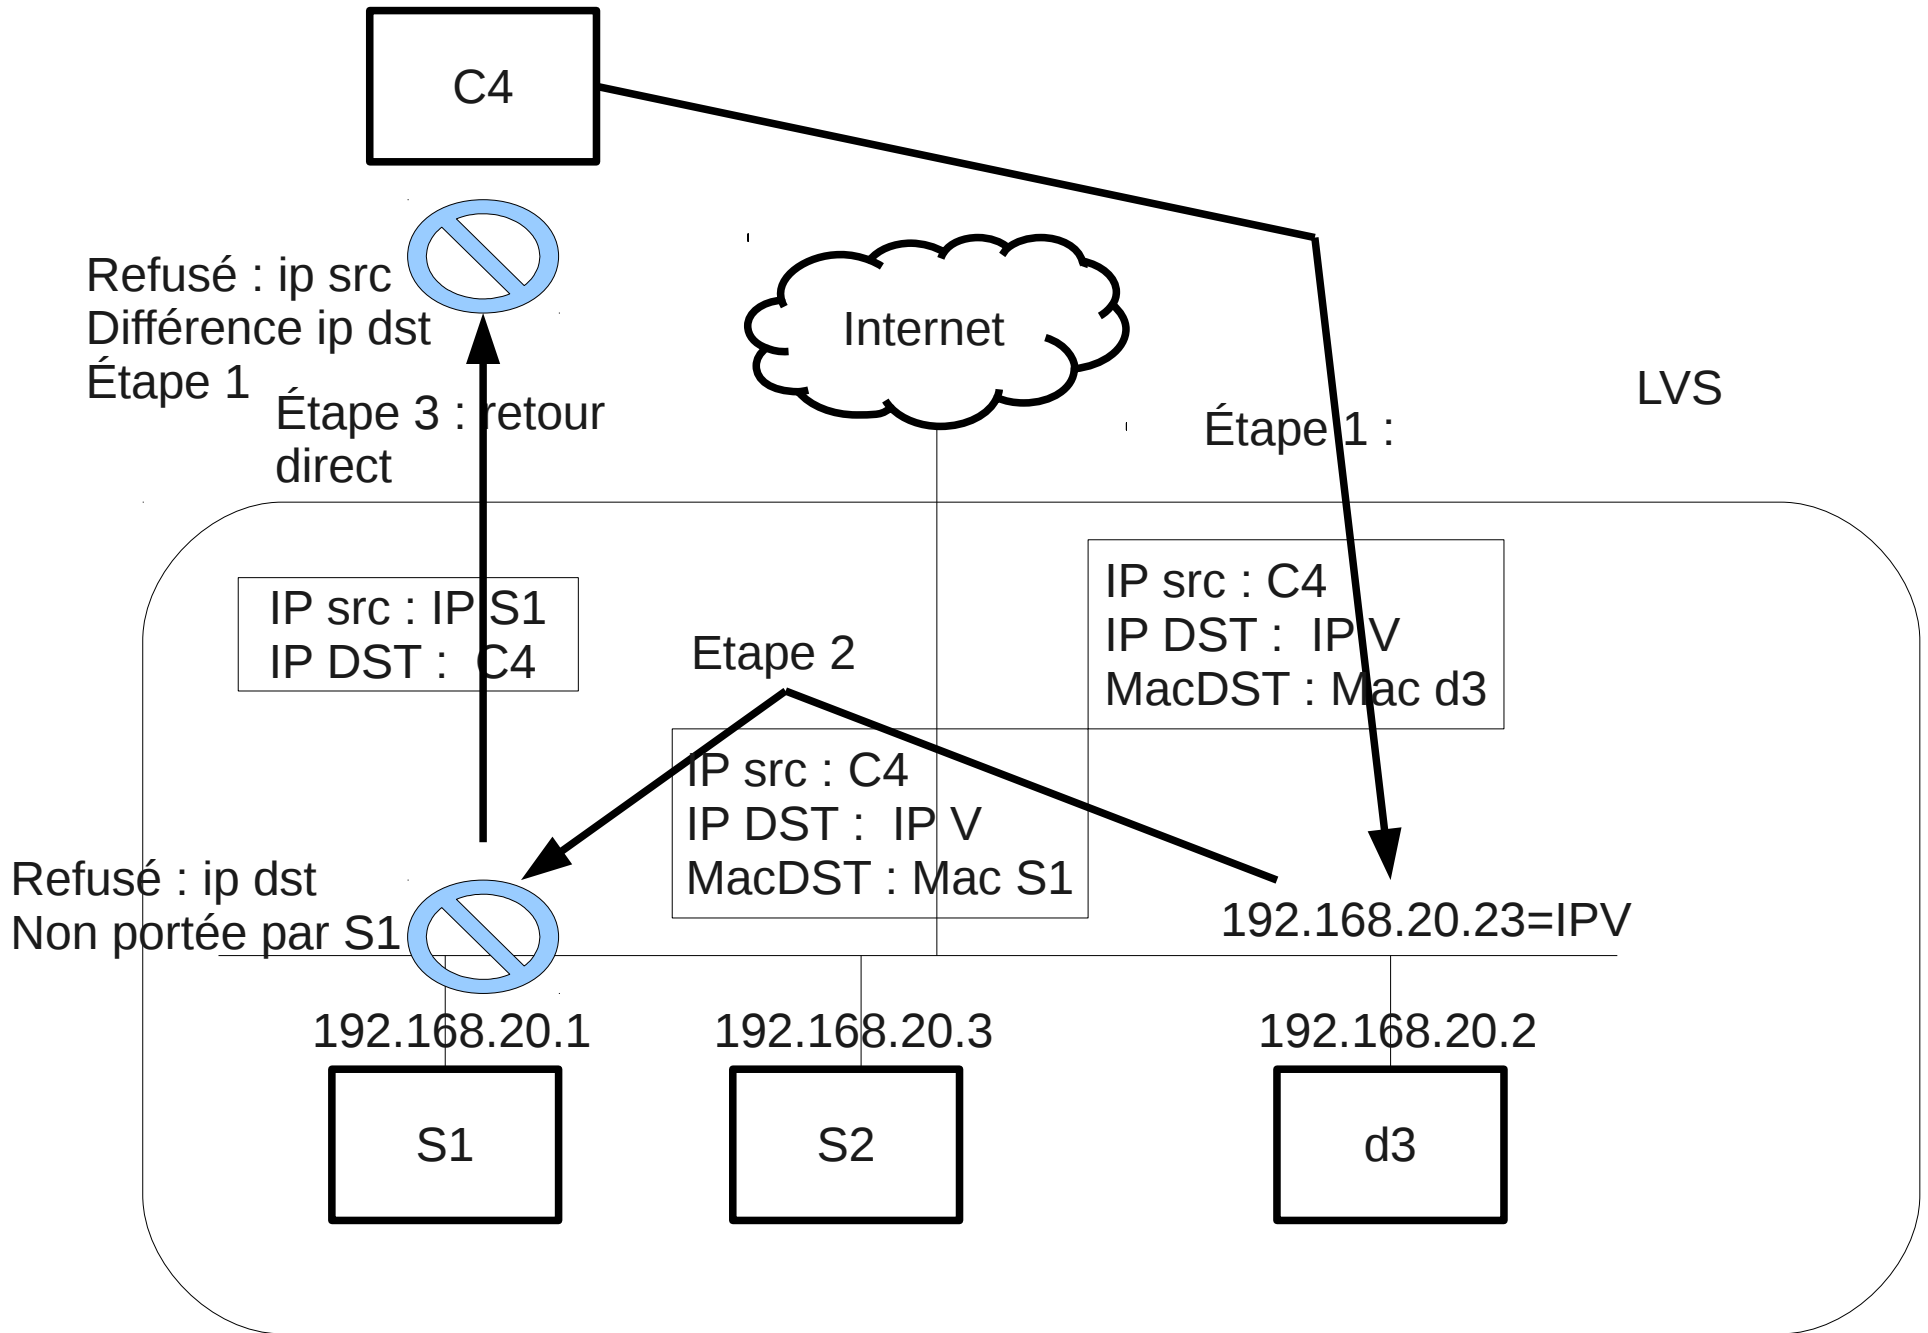 C4
Refusé : ip src
Différence ip dst
Étape 1
Internet
LVS
Étape 3 : retour
direct
Étape 1 :
IP src : IP S1
IP DST :  C4
Etape 2
IP src : C4
IP DST :  IP V
MacDST : Mac d3
IP src : C4
IP DST :  IP V
MacDST : Mac S1
Refusé : ip dst
Non portée par S1
192.168.20.23=IPV
192.168.20.1
192.168.20.3
192.168.20.2
S1
S2
d3